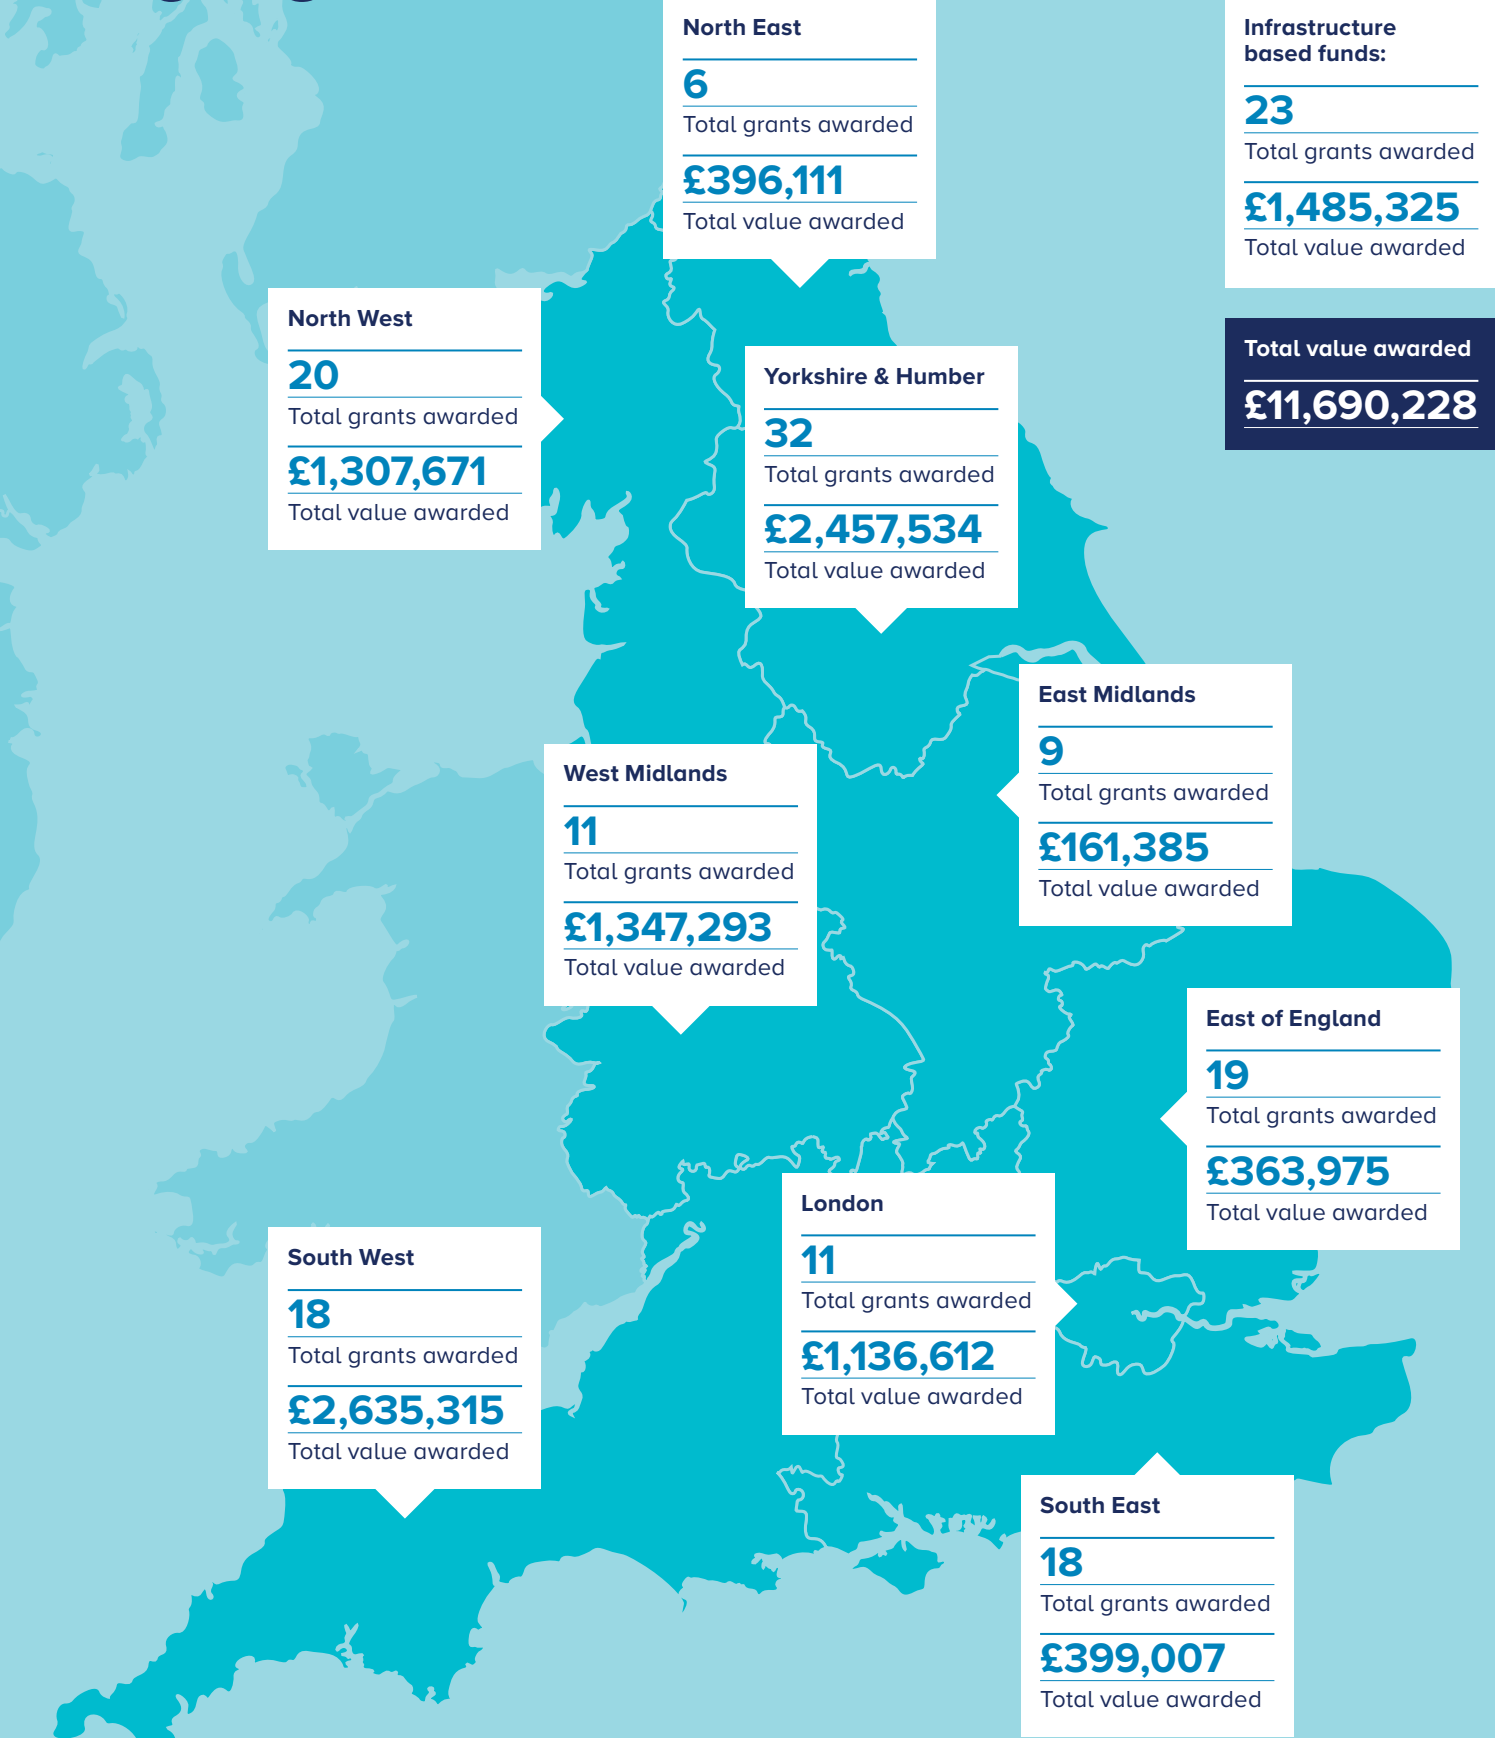 North East
6
Total grants awarded
£396,111
Total value awarded
Infrastructure
based funds:
23
Total grants awarded
£1,485,325
Total value awarded
Total value awarded
£11,690,228
North West
20
Total grants awarded
£1,307,671
Total value awarded
Yorkshire & Humber
32
Total grants awarded
£2,457,534
Total value awarded
East Midlands
9
Total grants awarded
£161,385
Total value awarded
West Midlands
11
Total grants awarded
£1,347,293
Total value awarded
East of England
19
Total grants awarded
£363,975
Total value awarded
London
11
Total grants awarded
£1,136,612
Total value awarded
South West
18
Total grants awarded
£2,635,315
Total value awarded
South East
18
Total grants awarded
£399,007
Total value awarded